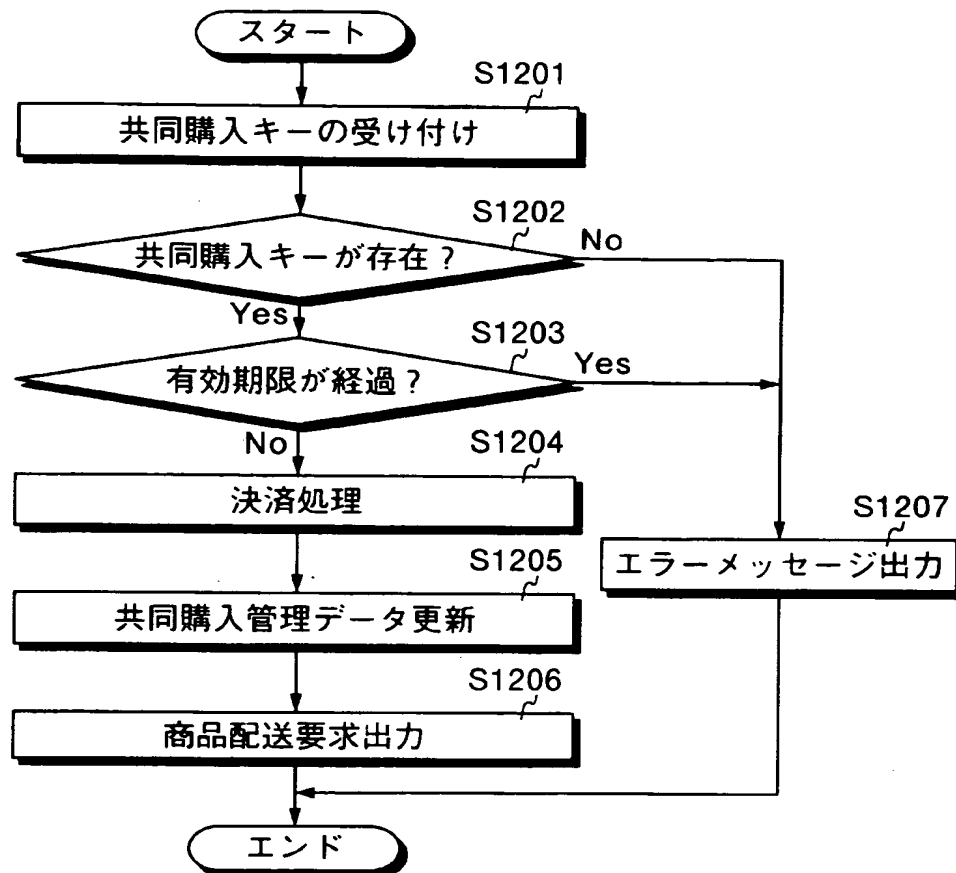 スタート
S1201
共同購入キーの受け付け
S1202
共同購入キーが存在?
No
Yes
S1203
有効期限が経過?
Yes
No
S1204
決済処理
S1207
エラーメッセージ出力
S1205
共同購入管理データ更新
S1206
商品配送要求出力
エンド